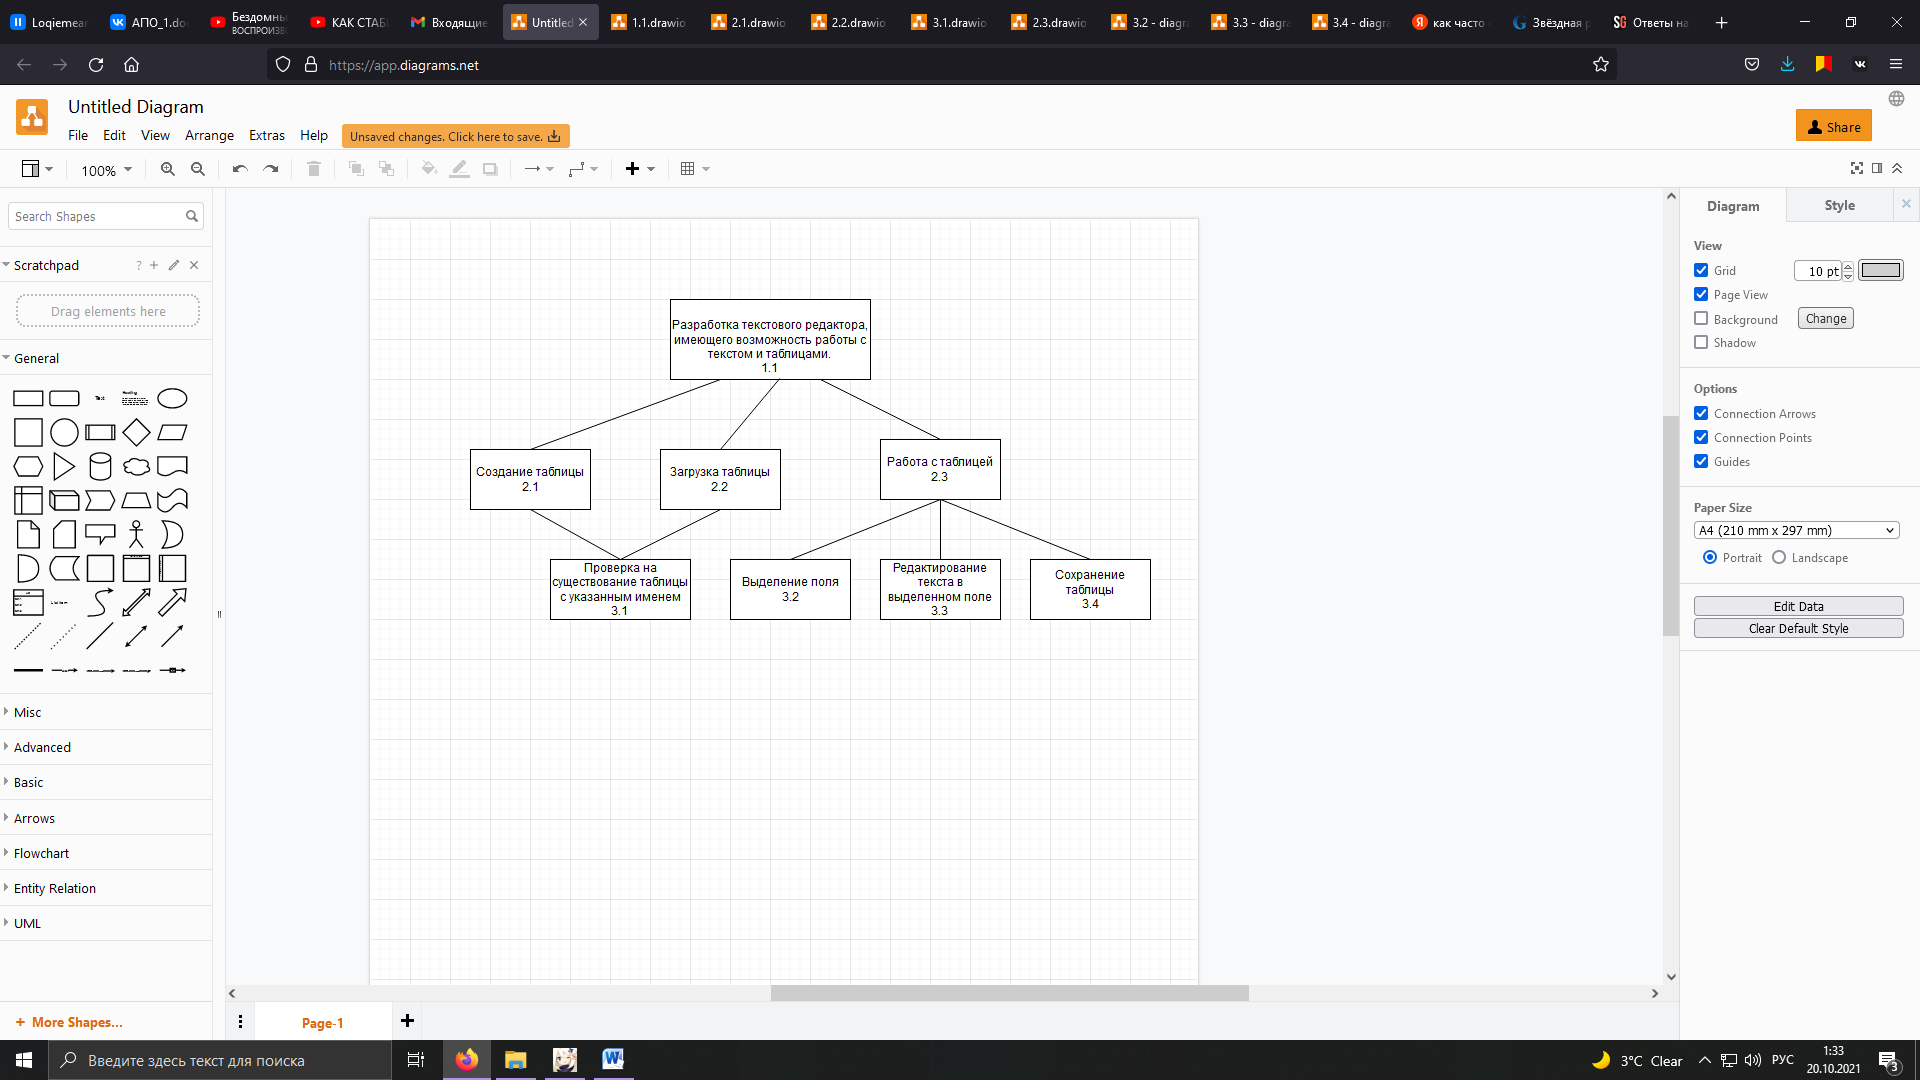 Loqiemean
АПО_1.do
Бездомны
ВОСПРОИЗВ
КАК СТАБ
Входящие
Untitled
1.1.drawio
2.1.drawio
2.2.drawio
3.1.drawio
2.3.drawio
3.2 - diagra
3.3 - diagra
3.4 - diagra
как часто
Звёздная р
Ответы на
https://app.diagrams.net
Untitled Diagram
File Edit View Arrange Extras Help
Unsaved changes. Click here to save.
Share
100%
Search Shapes
Scratchpad
?
Drag elements here
General
Misc
Advanced
Basic
Arrows
Flowchart
Entity Relation
UML
+ More Shapes...
Разработка текстового редактора,
имеющего возможность работы с
текстом и таблицами.
1.1
Создание таблицы
2.1
Загрузка таблицы
2.2
Работа с таблицей
2.3
Проверка на
существование таблицы
с указанным именем
3.1
Выделение поля
3.2
Редактирование
текста в
выделенном поле
3.3
Сохранение
таблицы
3.4
Diagram
Style
View
Grid
10 pt
Page View
Background
Change
Shadow
Options
Connection Arrows
Connection Points
Guides
Paper Size
A4 (210 mm x 297 mm)
Portrait
Landscape
Edit Data
Clear Default Style
Page-1
Введите здесь текст для поиска
3°C Clear
РУС
1:33
20.10.2021
3